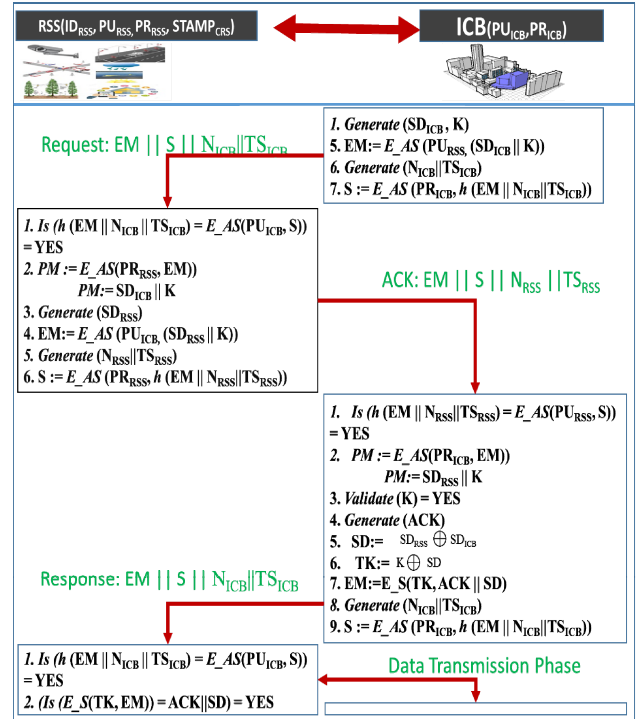 RSS(ID_RSS, PU_RSS, PR_RSS, STAMP_CRS)
ICB(PU_ICB,PR_ICB)
Request: EM || S || N_ICB||TS_ICB
1. Generate (SD_ICB, K)
5. EM:= E_AS (PU_RSS, (SD_ICB || K))
6. Generate (N_ICB||TS_ICB)
7. S := E_AS (PR_ICB, h (EM || N_ICB||TS_ICB))
1. Is (h (EM || N_ICB || TS_ICB) = E_AS(PU_ICB, S))
= YES
2. PM := E_AS(PR_RSS, EM))
PM:= SD_ICB || K
3. Generate (SD_RSS)
4. EM:= E_AS (PU_ICB, (SD_RSS || K))
5. Generate (N_RSS||TS_RSS)
6. S := E_AS (PR_RSS, h (EM || N_RSS||TS_RSS))
ACK: EM || S || N_RSS ||TS_RSS
1. Is (h (EM || N_RSS||TS_RSS) = E_AS(PU_RSS, S))
= YES
2. PM := E_AS(PR_ICB, EM))
PM:= SD_RSS || K
3. Validate (K) = YES
4. Generate (ACK)
5. SD:= SD_RSS ⊕ SD_ICB
6. TK:= K ⊕ SD
7. EM:=E_S(TK, ACK || SD)
8. Generate (N_ICB||TS_ICB)
9. S := E_AS (PR_ICB, h (EM || N_ICB||TS_ICB))
Response: EM || S || N_ICB||TS_ICB
1. Is (h (EM || N_ICB || TS_ICB) = E_AS(PU_ICB, S))
= YES
2. (Is (E_S(TK, EM)) = ACK||SD) = YES
Data Transmission Phase